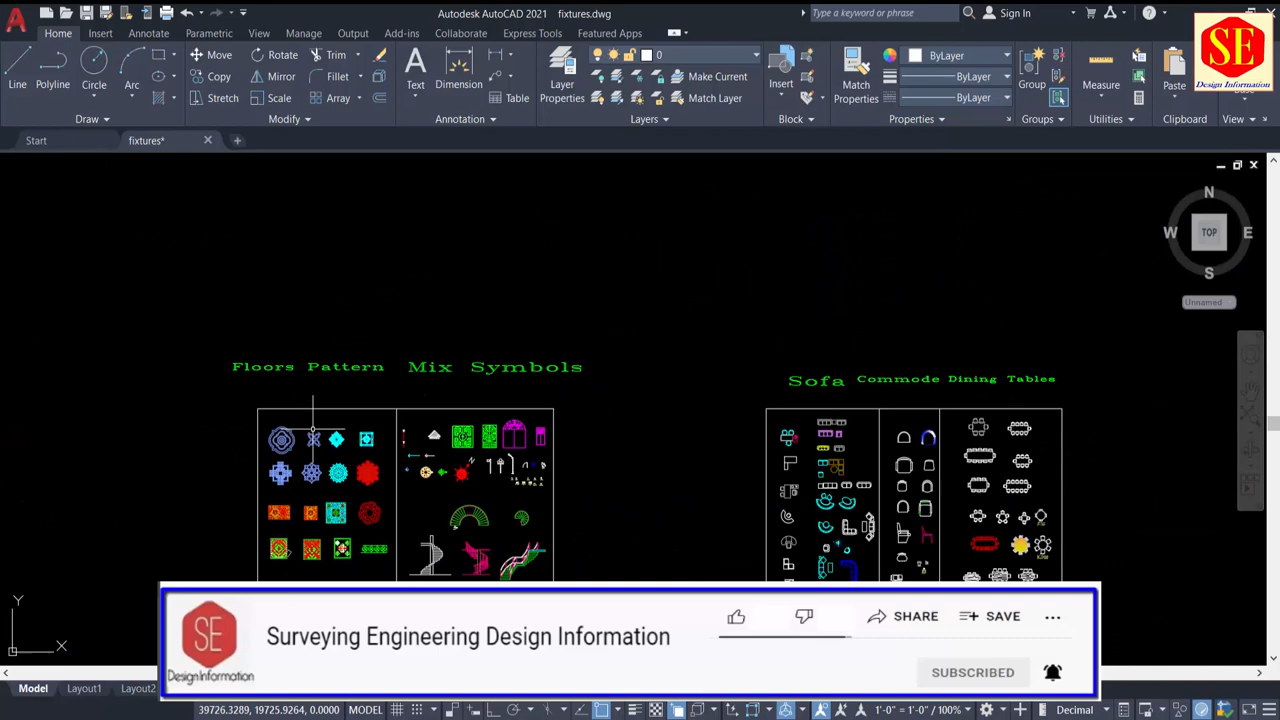 Autodesk AutoCAD 2021 fixtures.dwg
Type a keyword or phrase
Sign In
Home Insert Annotate Parametric View Manage Output Add-ins Collaborate Express Tools Featured Apps
SE
Design Information
Line
Polyline
Circle
Arc
Move
Rotate
Trim
Copy
Mirror
Fillet
Stretch
Scale
Array
Text
Dimension
Table
Layer
Properties
0
Make Current
Match Layer
Insert
Match
Properties
ByLayer
ByLayer
ByLayer
Group
Measure
Paste
Draw
Modify
Annotation
Layers
Block
Properties
Groups
Utilities
Clipboard
View
Start
fixtures*
N
W TOP E
S
Unnamed
Floors Pattern Mix Symbols
Sofa Commode Dining Tables
Y
X
SE
Design Information
Surveying Engineering Design Information
SHARE
SAVE
SUBSCRIBED
Model Layout1 Layout2
39726.3289, 19725.9264, 0.0000 MODEL
1'-0" = 1'-0" / 100%
Decimal